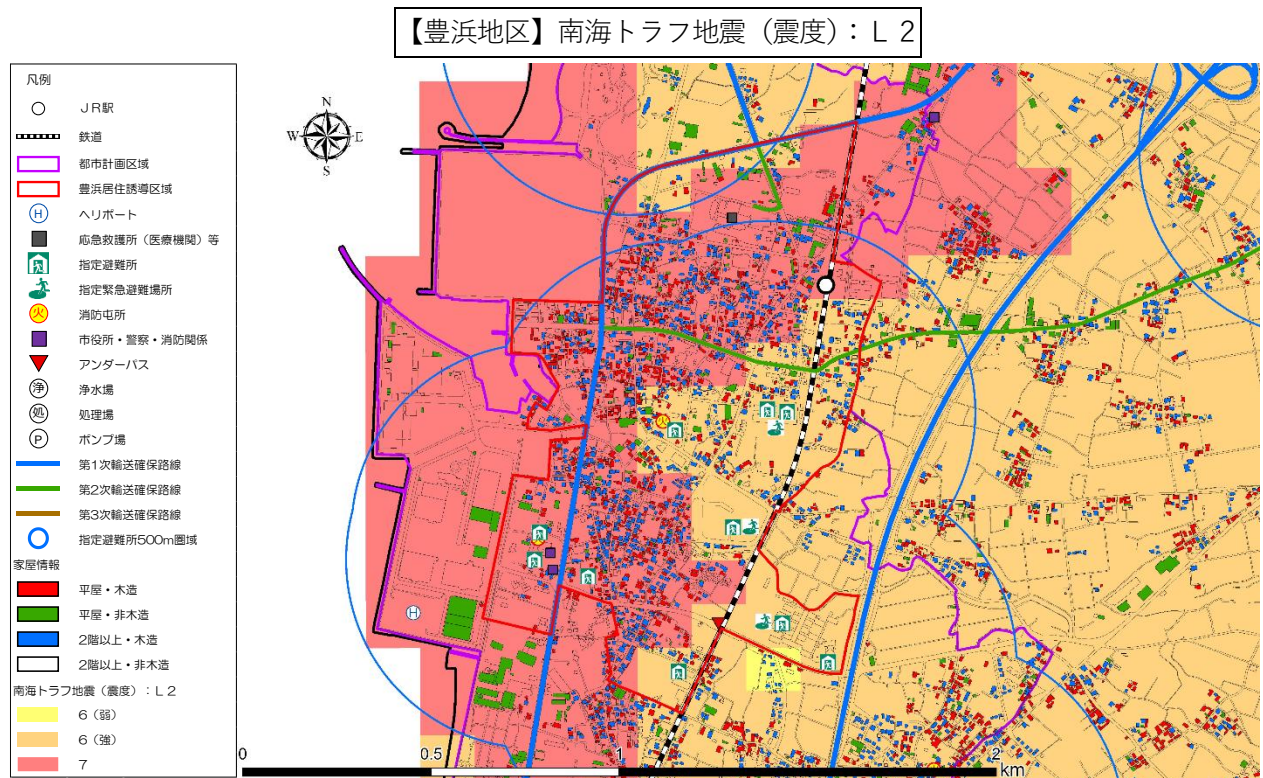 【豊浜地区】南海トラフ地震（震度）：Ｌ２
凡例
ＪＲ駅
鉄道
都市計画区域
豊浜居住誘導区域
H
ヘリポート
応急救護所（医療機関）等
指定避難所
指定緊急避難場所
火
消防屯所
市役所・警察・消防関係
アンダーパス
浄
浄水場
処
処理場
P
ポンプ場
第1次輸送確保路線
第2次輸送確保路線
第3次輸送確保路線
指定避難所500m圏域
家屋情報
平屋・木造
平屋・非木造
2階以上・木造
2階以上・非木造
南海トラフ地震（震度）：Ｌ２
6（弱）
6（強）
7
N
W
E
S
火
H
0
0.5
1
2
km